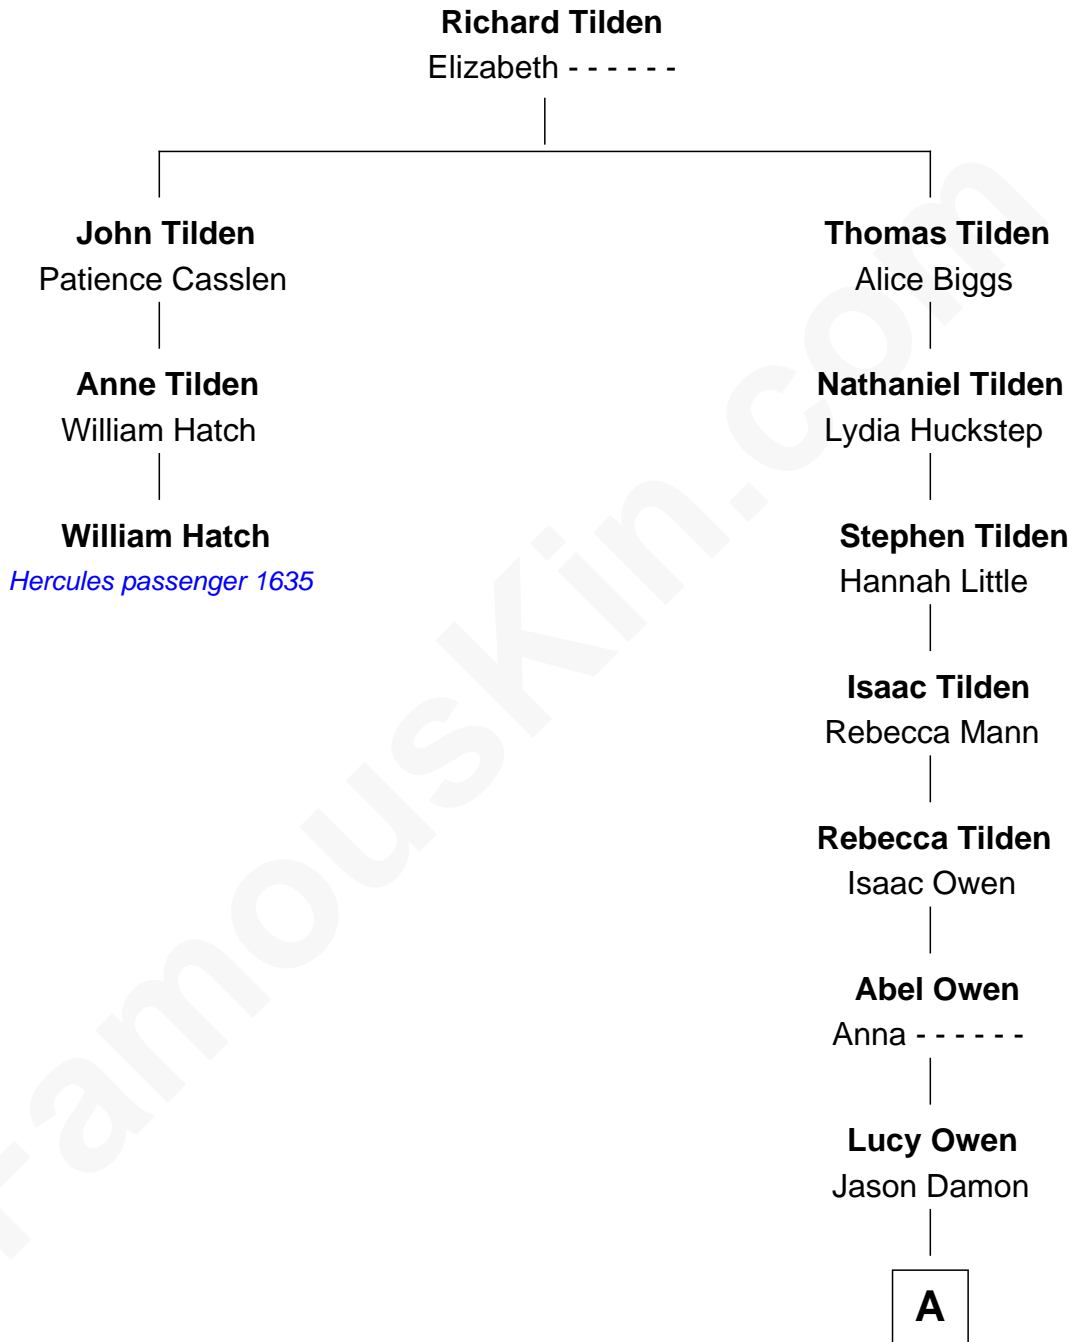 Richard Tilden
Elizabeth - - - - - -
John Tilden
Patience Casslen
Anne Tilden
William Hatch
William Hatch
Hercules passenger 1635
Thomas Tilden
Alice Biggs
Nathaniel Tilden
Lydia Huckstep
Stephen Tilden
Hannah Little
Isaac Tilden
Rebecca Mann
Rebecca Tilden
Isaac Owen
Abel Owen
Anna - - - - - -
Lucy Owen
Jason Damon
A
FamousKin.com